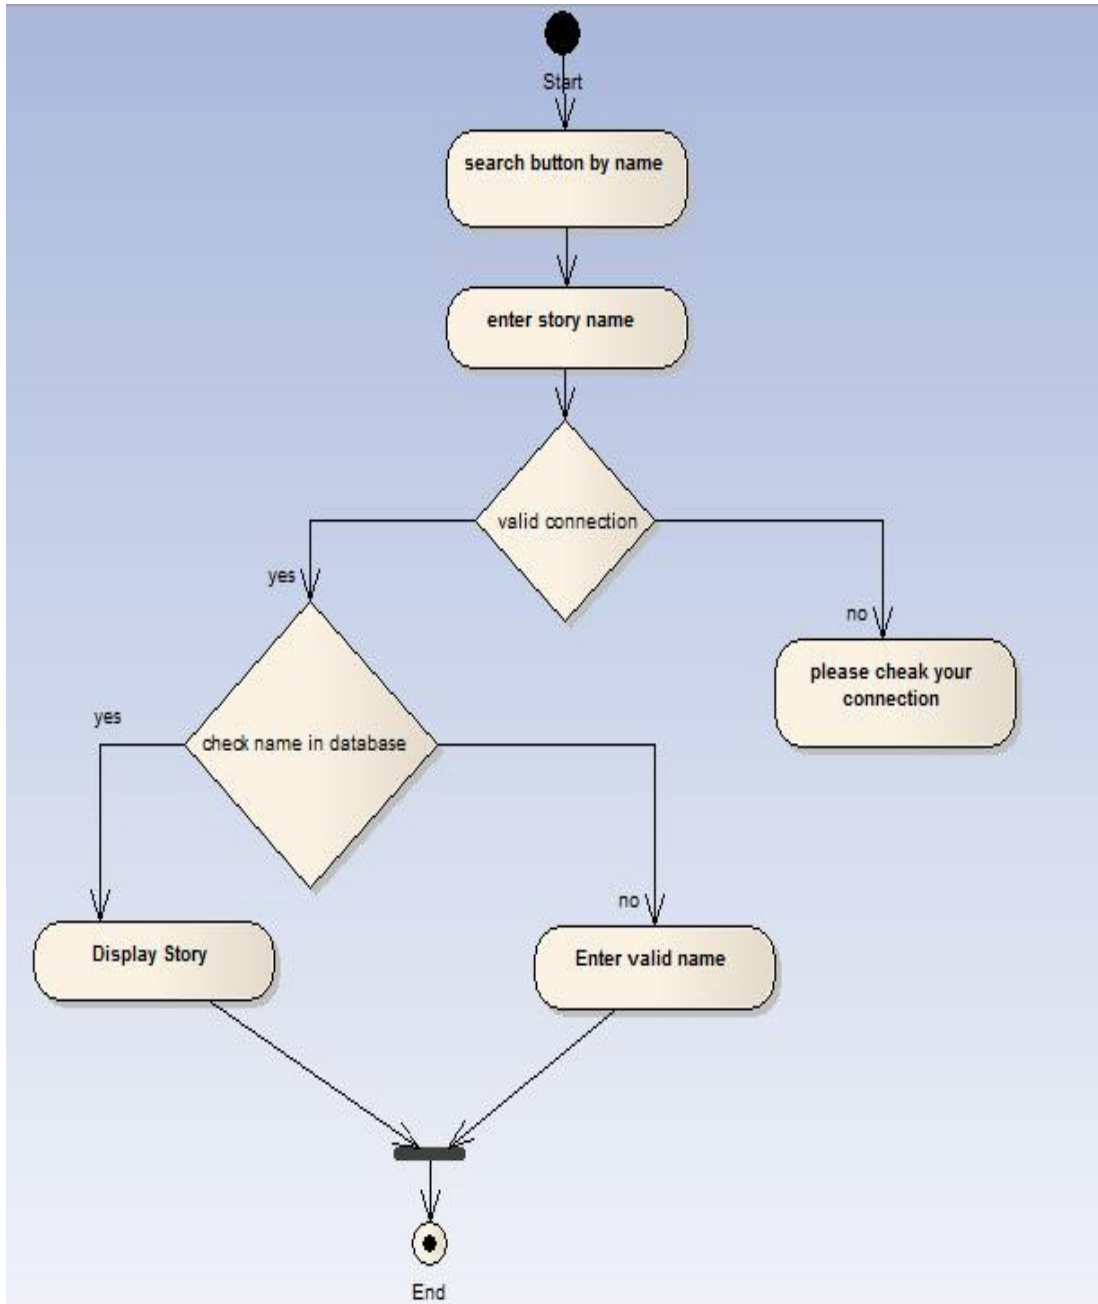 Start
search button by name
enter story name
valid connection
yes
no
please cheak your
connection
yes
check name in database
no
Display Story
Enter valid name
End